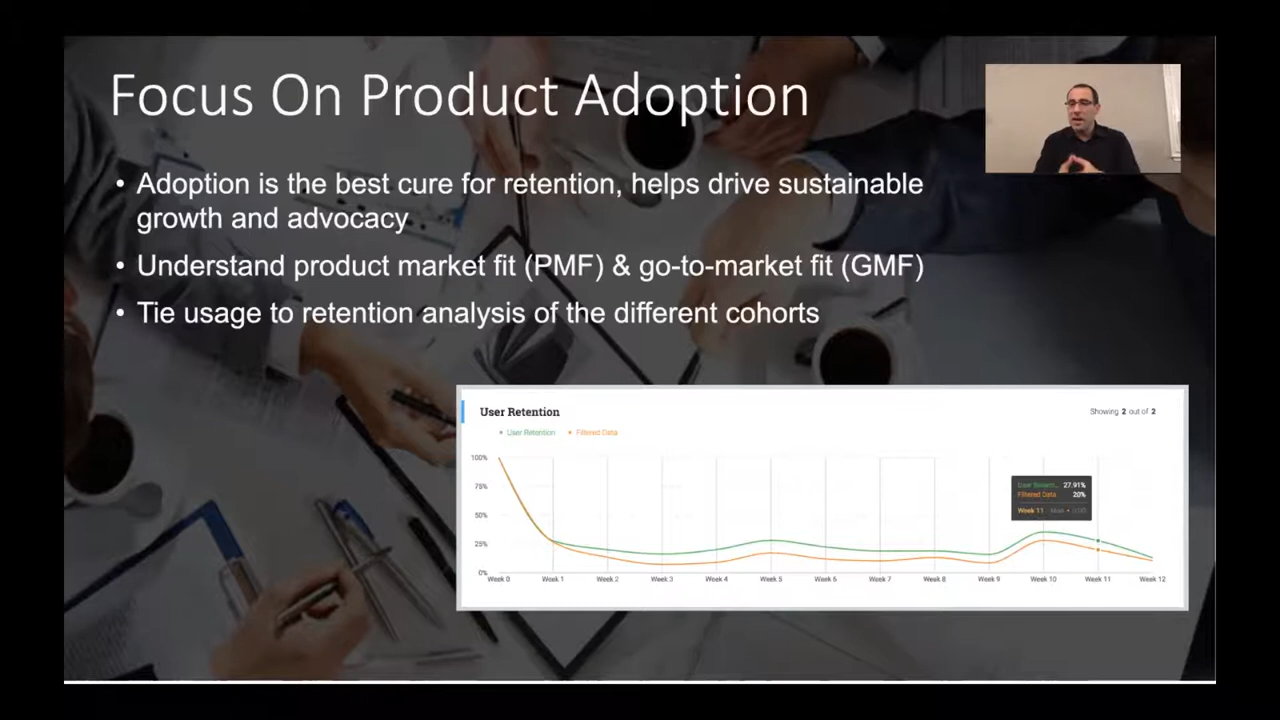 Focus On Product Adoption
• Adoption is the best cure for retention, helps drive sustainable
growth and advocacy
• Understand product market fit (PMF) & go-to-market fit (GMF)
• Tie usage to retention analysis of the different cohorts
User Retention
Showing 2 out of 2
• User Retention • Filtered Data
100%
75%
50%
25%
0%
27.91%
Filtered Data 20%
Week 11
Week 0 Week 1 Week 2 Week 3 Week 4 Week 5 Week 6 Week 7 Week 8 Week 9 Week 10 Week 11 Week 12